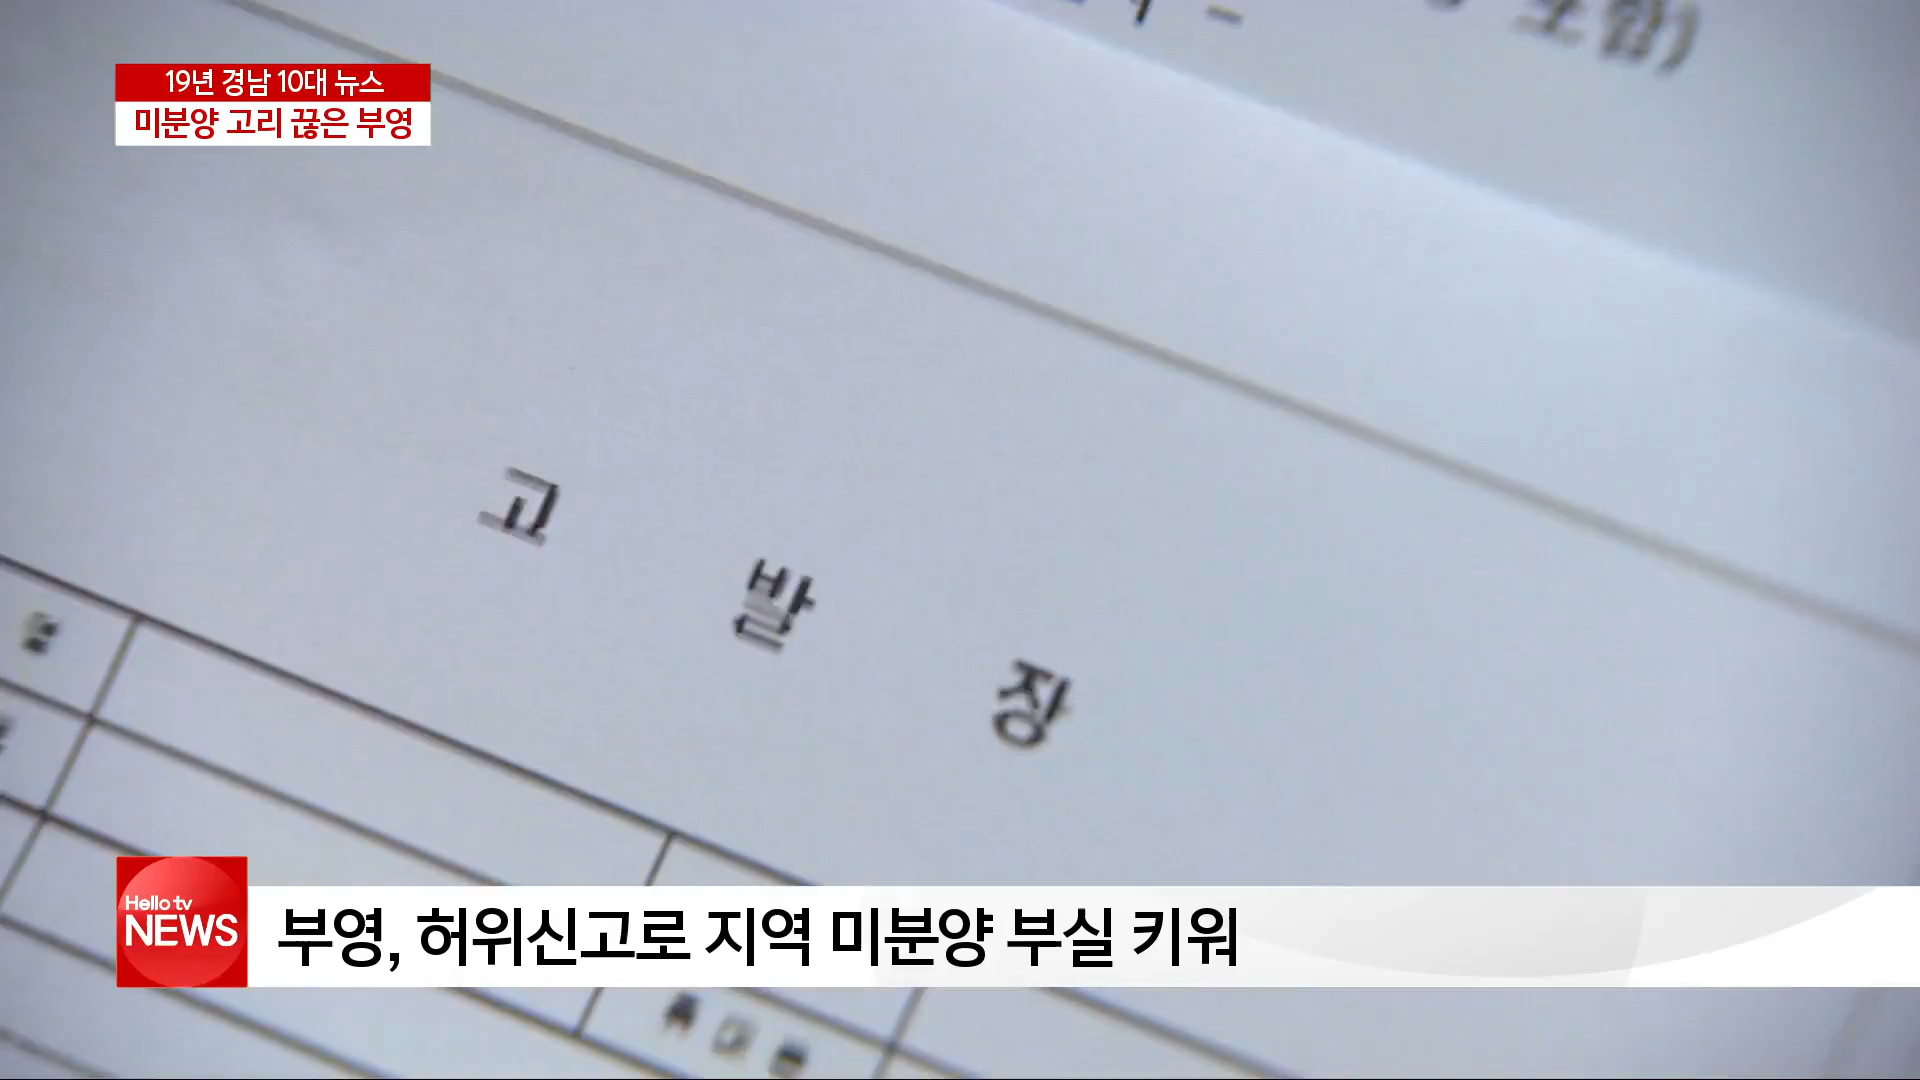 포함)
19년 경남 10대 뉴스
미분양 고리 끊은 부영
고 발 장
Hello tv
NEWS
부영, 허위신고로 지역 미분양 부실 키워